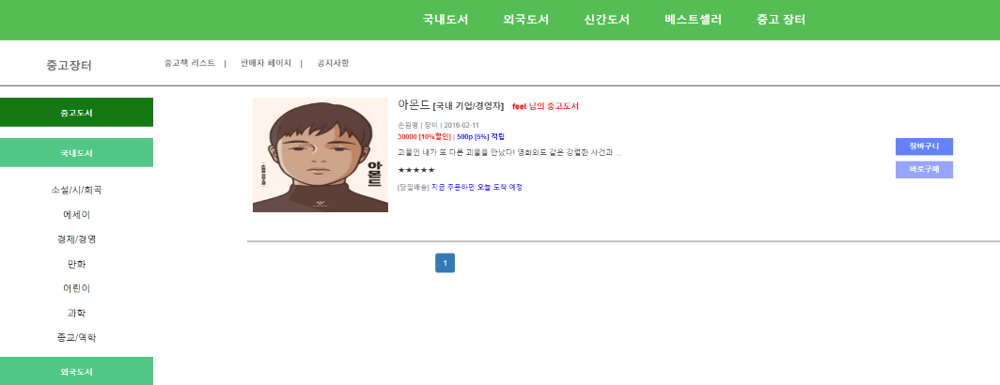 국내도서 외국도서 신간도서 베스트셀러 중고 장터
중고장터 중고책 리스트 | 판매자 페이지 | 공지사항
중고도서
국내도서
소설/시/희곡
에세이
경제/경영
만화
어린이
과학
종교/역학
외국도서
아몬드
아몬드 [국내 기업/경영자] feel 님의 중고도서
손원평 | 창비 | 2016-02-11
30000 [10%할인] | 500p [5%] 적립
괴물인 내가 또 다른 괴물을 만났다! 영화와도 같은 강렬한 사건과 ...
★★★★★
[당일배송] 지금 주문하면 오늘 도착 예정
장바구니
바로구매
1